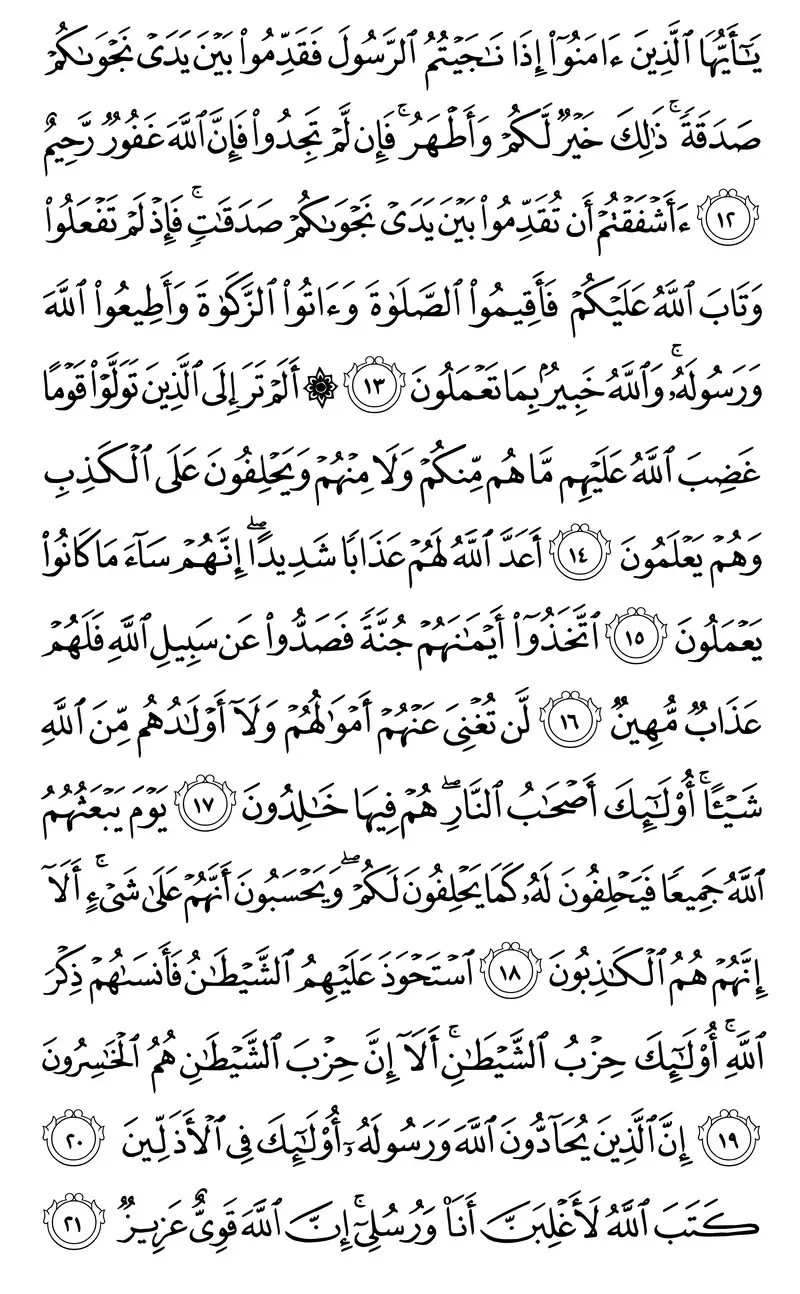 يَٰٓأَيُّهَا ٱلَّذِينَ ءَامَنُوٓا۟ إِذَا نَٰجَيْتُمُ ٱلرَّسُولَ فَقَدِّمُوا۟ بَيْنَ يَدَىْ نَجْوَىٰكُمْ
صَدَقَةً ۚ ذَٰلِكَ خَيْرٌ لَّكُمْ وَأَطْهَرُ ۚ فَإِن لَّمْ تَجِدُوا۟ فَإِنَّ ٱللَّهَ غَفُورٌ رَّحِيمٌ
١٢ ءَأَشْفَقْتُمْ أَن تُقَدِّمُوا۟ بَيْنَ يَدَىْ نَجْوَىٰكُمْ صَدَقَٰتٍ ۚ فَإِذْ لَمْ تَفْعَلُوا۟
وَتَابَ ٱللَّهُ عَلَيْكُمْ فَأَقِيمُوا۟ ٱلصَّلَوٰةَ وَءَاتُوا۟ ٱلزَّكَوٰةَ وَأَطِيعُوا۟ ٱللَّهَ
وَرَسُولَهُۥ ۚ وَٱللَّهُ خَبِيرٌۢ بِمَا تَعْمَلُونَ ١٣ ۞ أَلَمْ تَرَ إِلَى ٱلَّذِينَ تَوَلَّوْا۟ قَوْمًا
غَضِبَ ٱللَّهُ عَلَيْهِم مَّا هُم مِّنكُمْ وَلَا مِنْهُمْ وَيَحْلِفُونَ عَلَى ٱلْكَذِبِ
وَهُمْ يَعْلَمُونَ ١٤ أَعَدَّ ٱللَّهُ لَهُمْ عَذَابًا شَدِيدًا ۖ إِنَّهُمْ سَآءَ مَا كَانُوا۟
يَعْمَلُونَ ١٥ ٱتَّخَذُوٓا۟ أَيْمَٰنَهُمْ جُنَّةً فَصَدُّوا۟ عَن سَبِيلِ ٱللَّهِ فَلَهُمْ
عَذَابٌ مُّهِينٌ ١٦ لَّن تُغْنِىَ عَنْهُمْ أَمْوَٰلُهُمْ وَلَآ أَوْلَٰدُهُم مِّنَ ٱللَّهِ
شَيْـًٔا ۚ أُو۟لَٰٓئِكَ أَصْحَٰبُ ٱلنَّارِ ۖ هُمْ فِيهَا خَٰلِدُونَ ١٧ يَوْمَ يَبْعَثُهُمُ
ٱللَّهُ جَمِيعًا فَيَحْلِفُونَ لَهُۥ كَمَا يَحْلِفُونَ لَكُمْ ۖ وَيَحْسَبُونَ أَنَّهُمْ عَلَىٰ شَىْءٍ ۚ أَلَآ
إِنَّهُمْ هُمُ ٱلْكَٰذِبُونَ ١٨ ٱسْتَحْوَذَ عَلَيْهِمُ ٱلشَّيْطَٰنُ فَأَنسَىٰهُمْ ذِكْرَ
ٱللَّهِ ۚ أُو۟لَٰٓئِكَ حِزْبُ ٱلشَّيْطَٰنِ ۚ أَلَآ إِنَّ حِزْبَ ٱلشَّيْطَٰنِ هُمُ ٱلْخَٰسِرُونَ
١٩ إِنَّ ٱلَّذِينَ يُحَآدُّونَ ٱللَّهَ وَرَسُولَهُۥٓ أُو۟لَٰٓئِكَ فِى ٱلْأَذَلِّينَ ٢٠
كَتَبَ ٱللَّهُ لَأَغْلِبَنَّ أَنَا۠ وَرُسُلِىٓ ۚ إِنَّ ٱللَّهَ قَوِىٌّ عَزِيزٌ ٢١